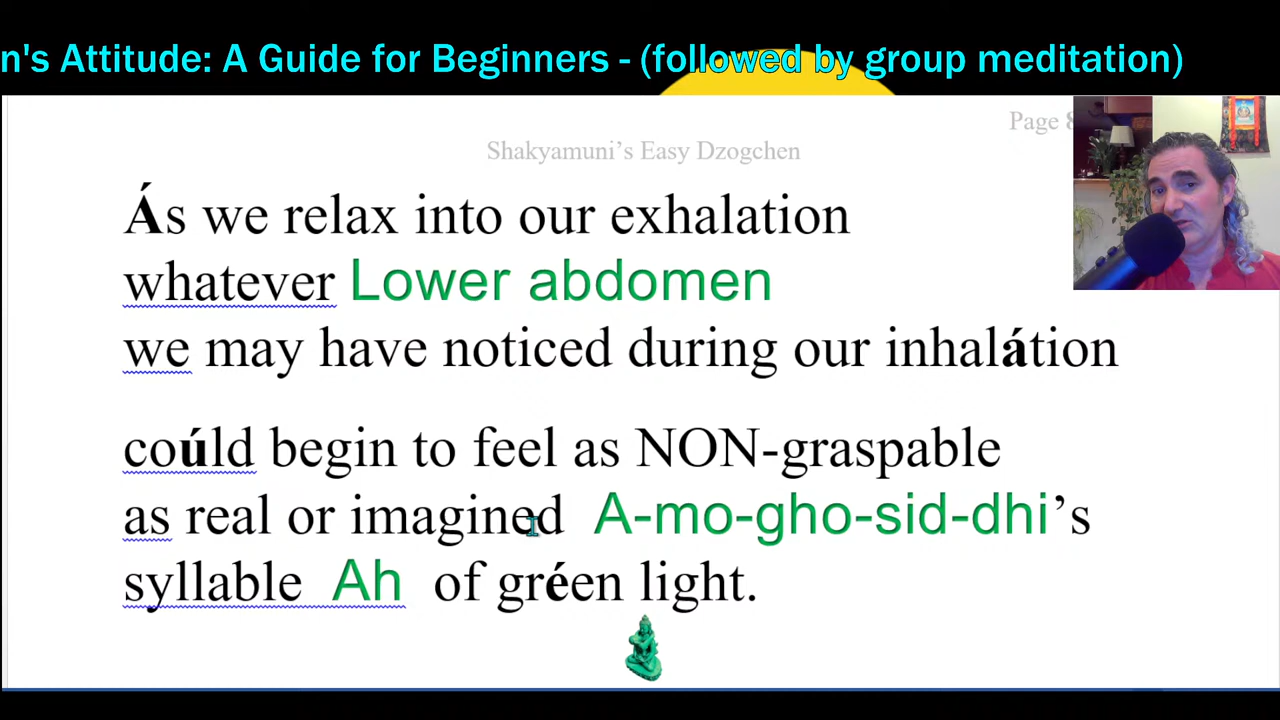 n's Attitude: A Guide for Beginners - (followed by group meditation)
Page 8
Shakyamuni’s Easy Dzogchen
Ás we relax into our exhalation
whatever Lower abdomen
we may have noticed during our inhalátion
coúld begin to feel as NON-graspable
as real or imagined A-mo-gho-sid-dhi’s
syllable Ah of gréen light.